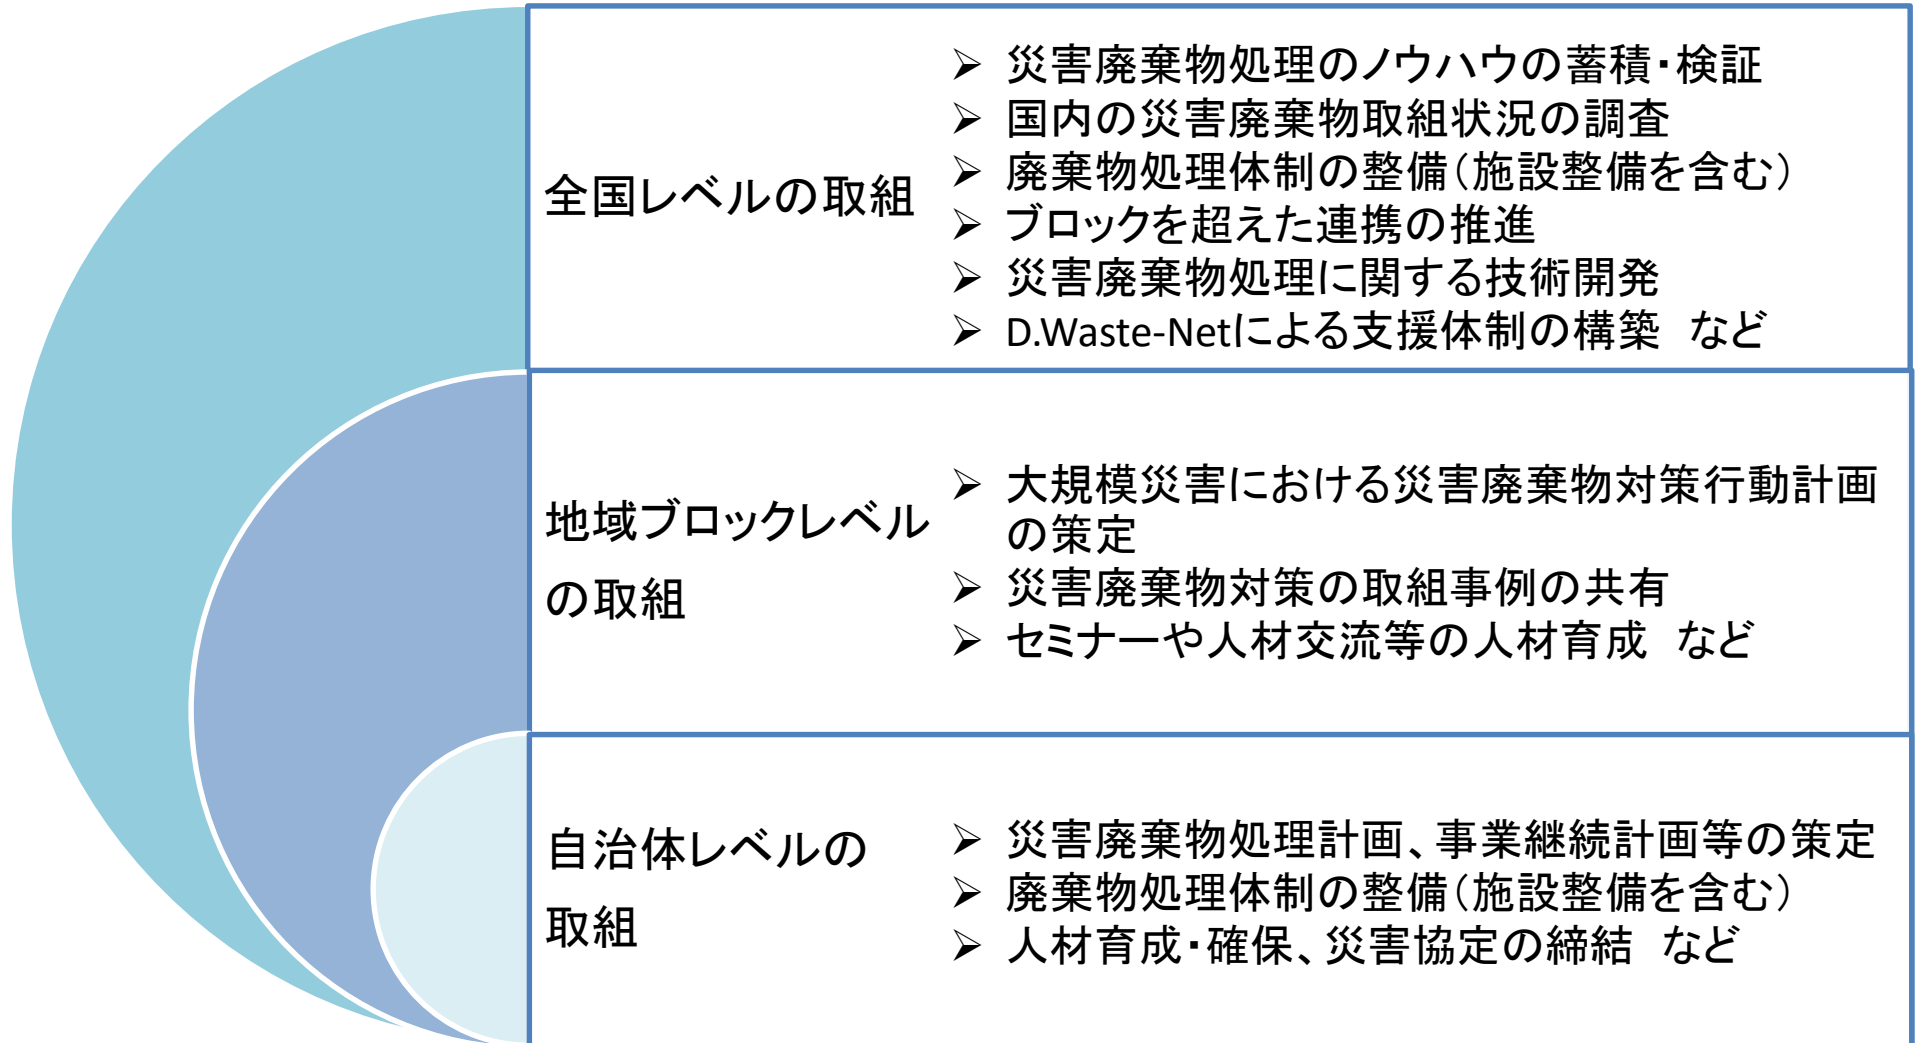 全国レベルの取組
➢ 災害廃棄物処理のノウハウの蓄積・検証
➢ 国内の災害廃棄物取組状況の調査
➢ 廃棄物処理体制の整備（施設整備を含む）
➢ ブロックを超えた連携の推進
➢ 災害廃棄物処理に関する技術開発
➢ D.Waste-Netによる支援体制の構築　など
地域ブロックレベル
の取組
➢ 大規模災害における災害廃棄物対策行動計画
の策定
➢ 災害廃棄物対策の取組事例の共有
➢ セミナーや人材交流等の人材育成　など
自治体レベルの
取組
➢ 災害廃棄物処理計画、事業継続計画等の策定
➢ 廃棄物処理体制の整備（施設整備を含む）
➢ 人材育成・確保、災害協定の締結　など